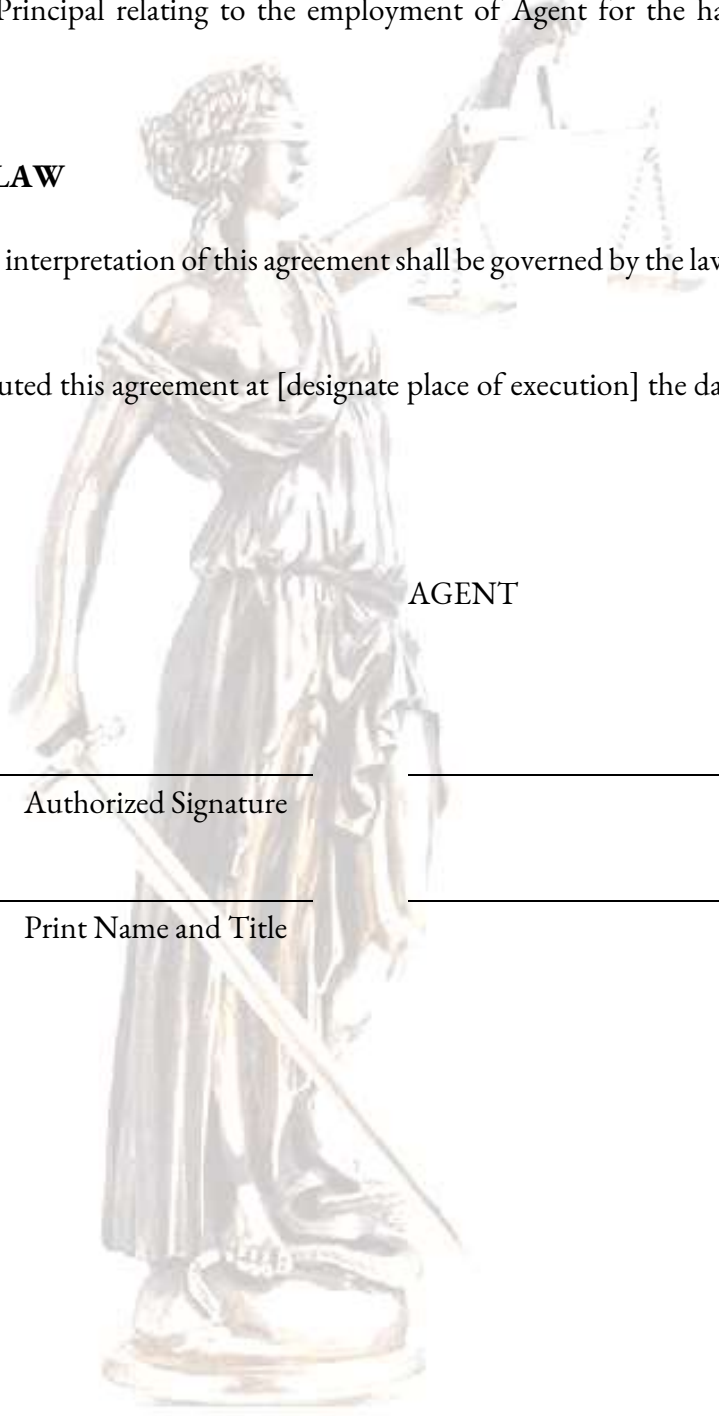 Principal relating to the employment of Agent for the ha
LAW
interpretation of this agreement shall be governed by the law
uted this agreement at [designate place of execution] the da
AGENT
Authorized Signature
Print Name and Title